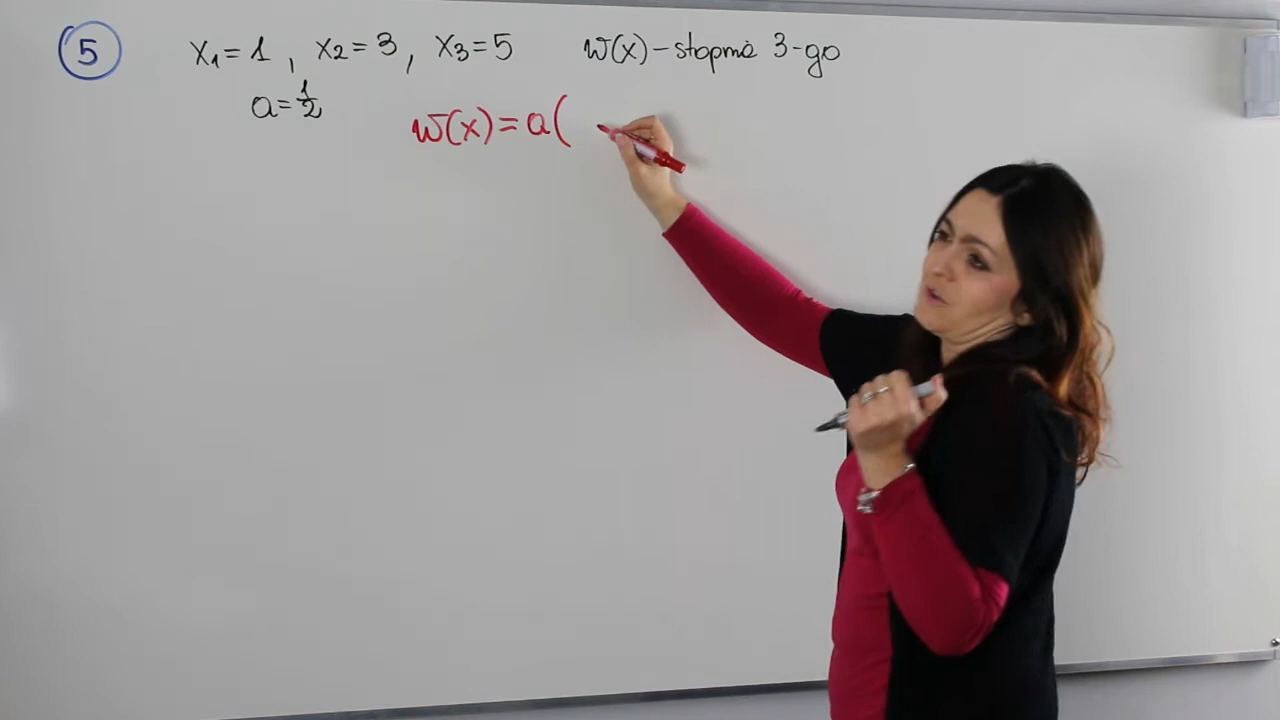 5 x₁=1, x₂=3, x₃=5 W(x)-stopnia 3-go
a=1/2
W(x)=a(